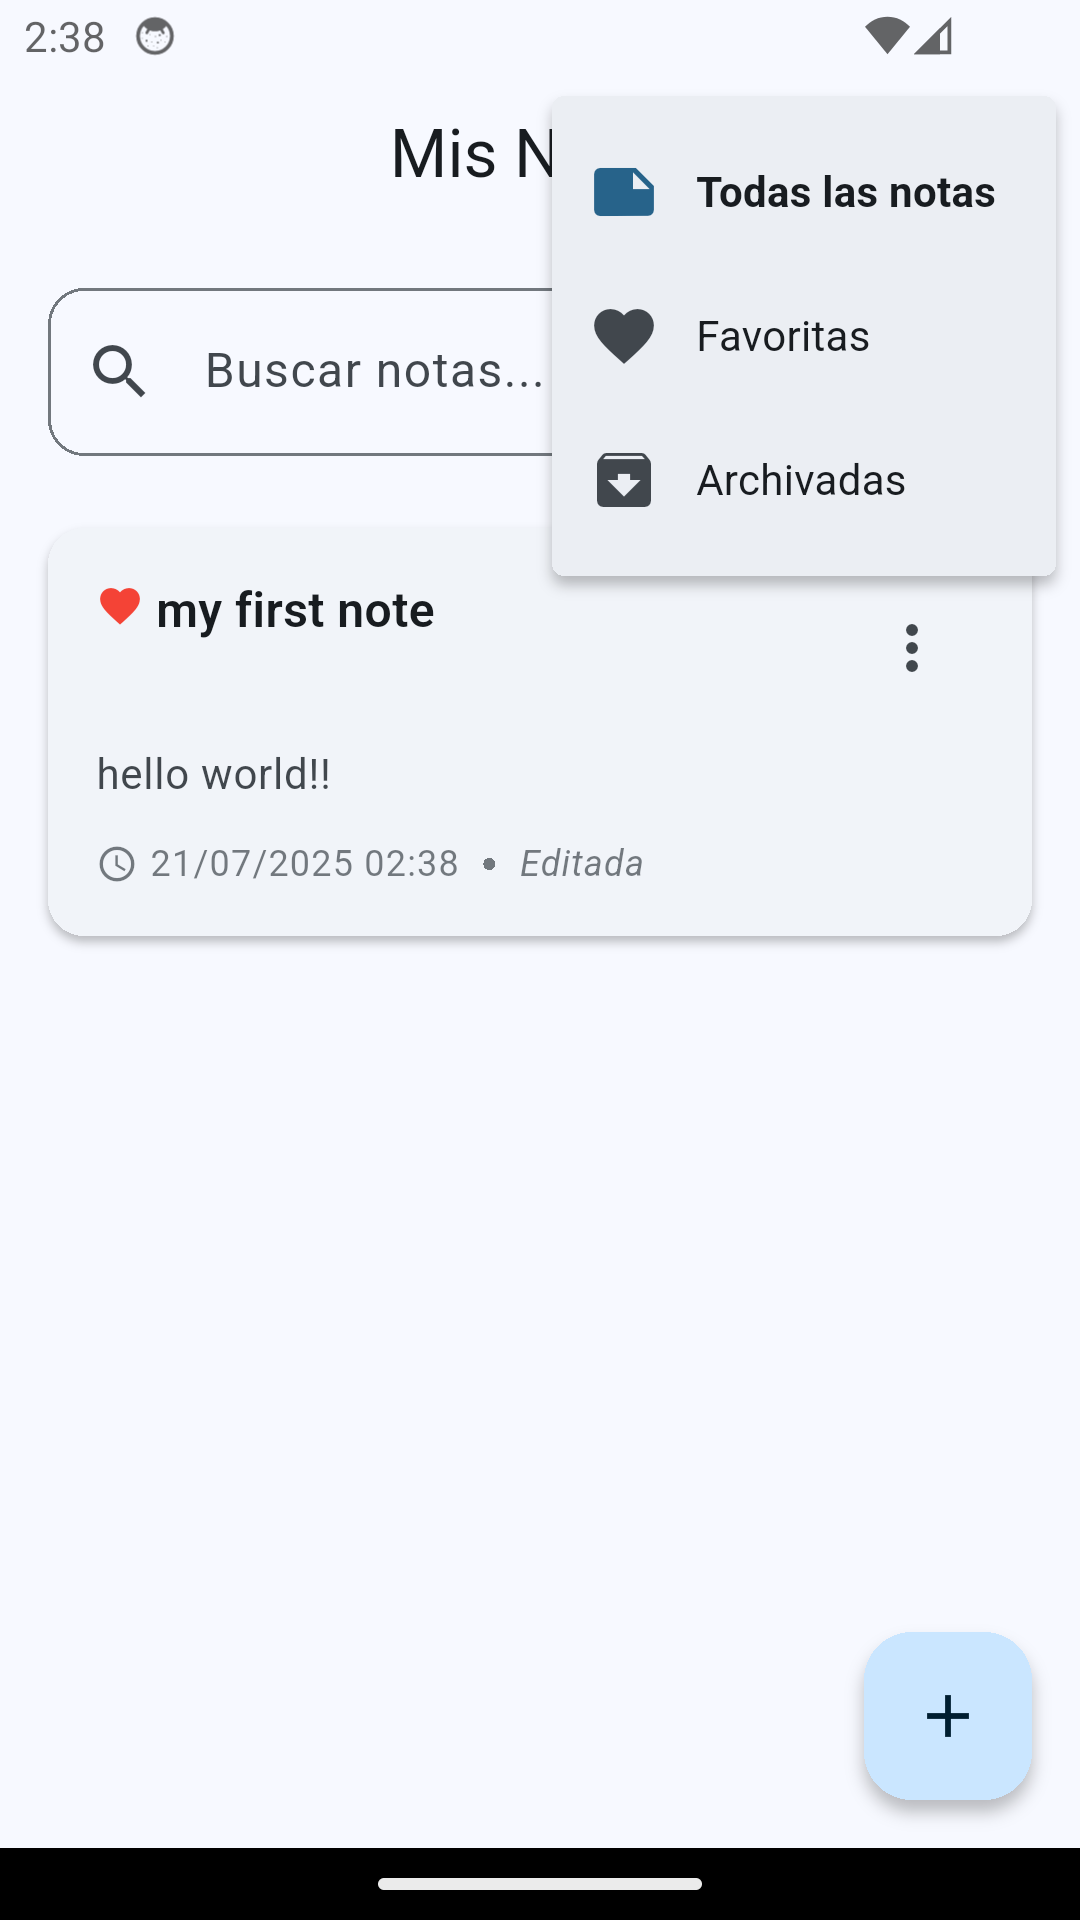 2:38
Mis N
Todas las notas
Favoritas
Archivadas
Buscar notas...
my first note
hello world!!
21/07/2025 02:38 • Editada